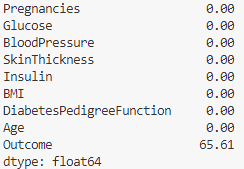 Pregnancies 0.00
Glucose 0.00
BloodPressure 0.00
SkinThickness 0.00
Insulin 0.00
BMI 0.00
DiabetesPedigreeFunction 0.00
Age 0.00
Outcome 65.61
dtype: float64